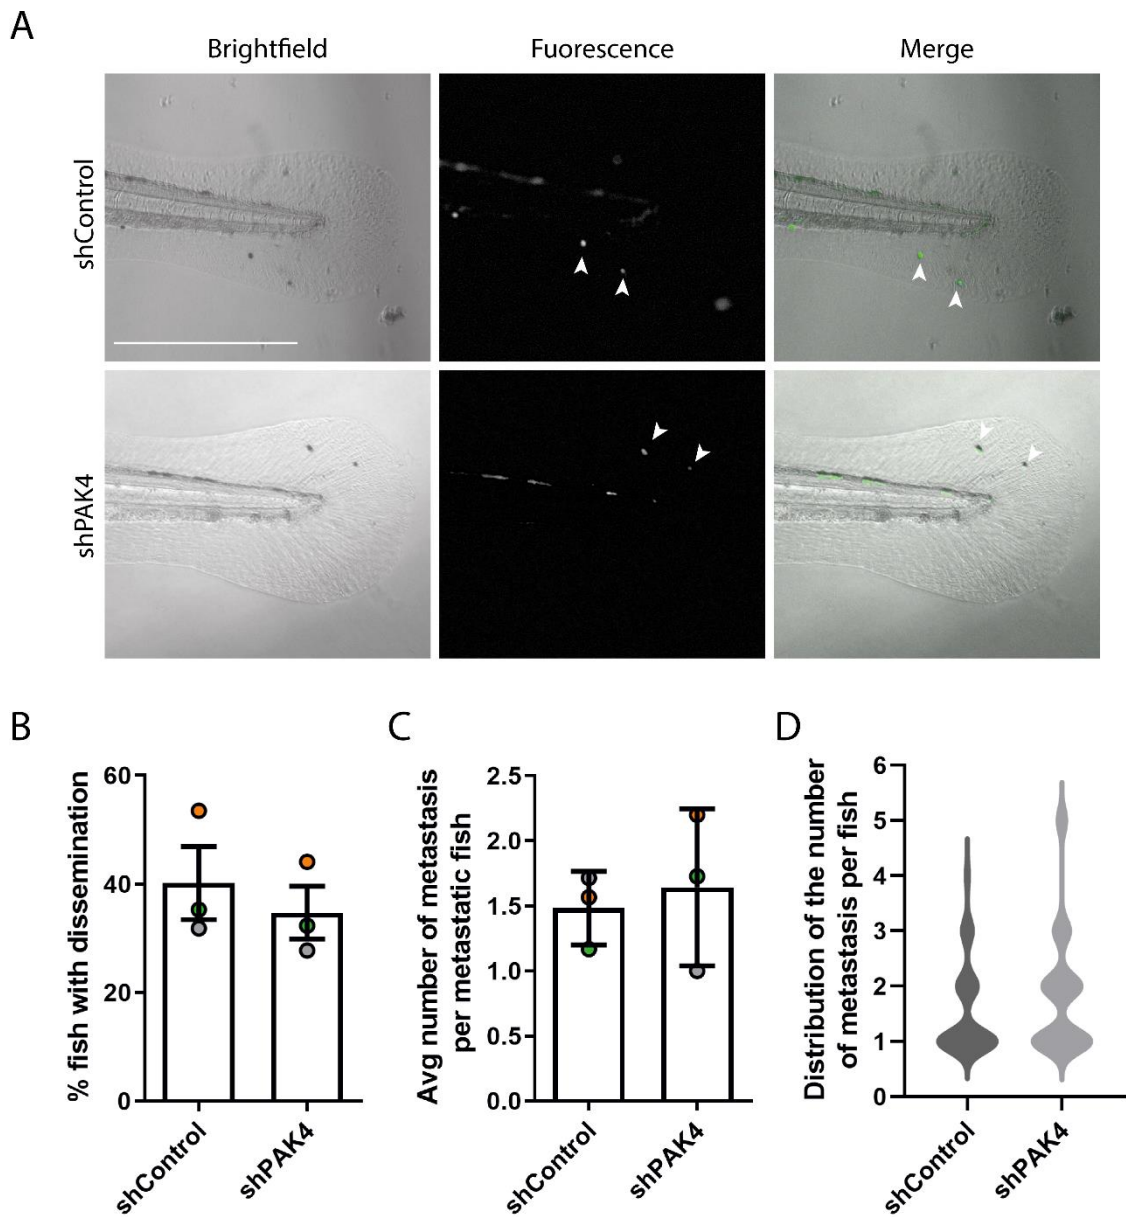 A
Brightfield
Fuorescence
Merge
shControl
shPAK4
B
% fish with dissemination
60
40
20
0
shControl
shPAK4
C
Avg number of metastasis
per metastatic fish
2.5
2.0
1.5
1.0
0.5
0.0
shControl
shPAK4
D
Distribution of the number
of metastasis per fish
6
5
4
3
2
1
0
shControl
shPAK4